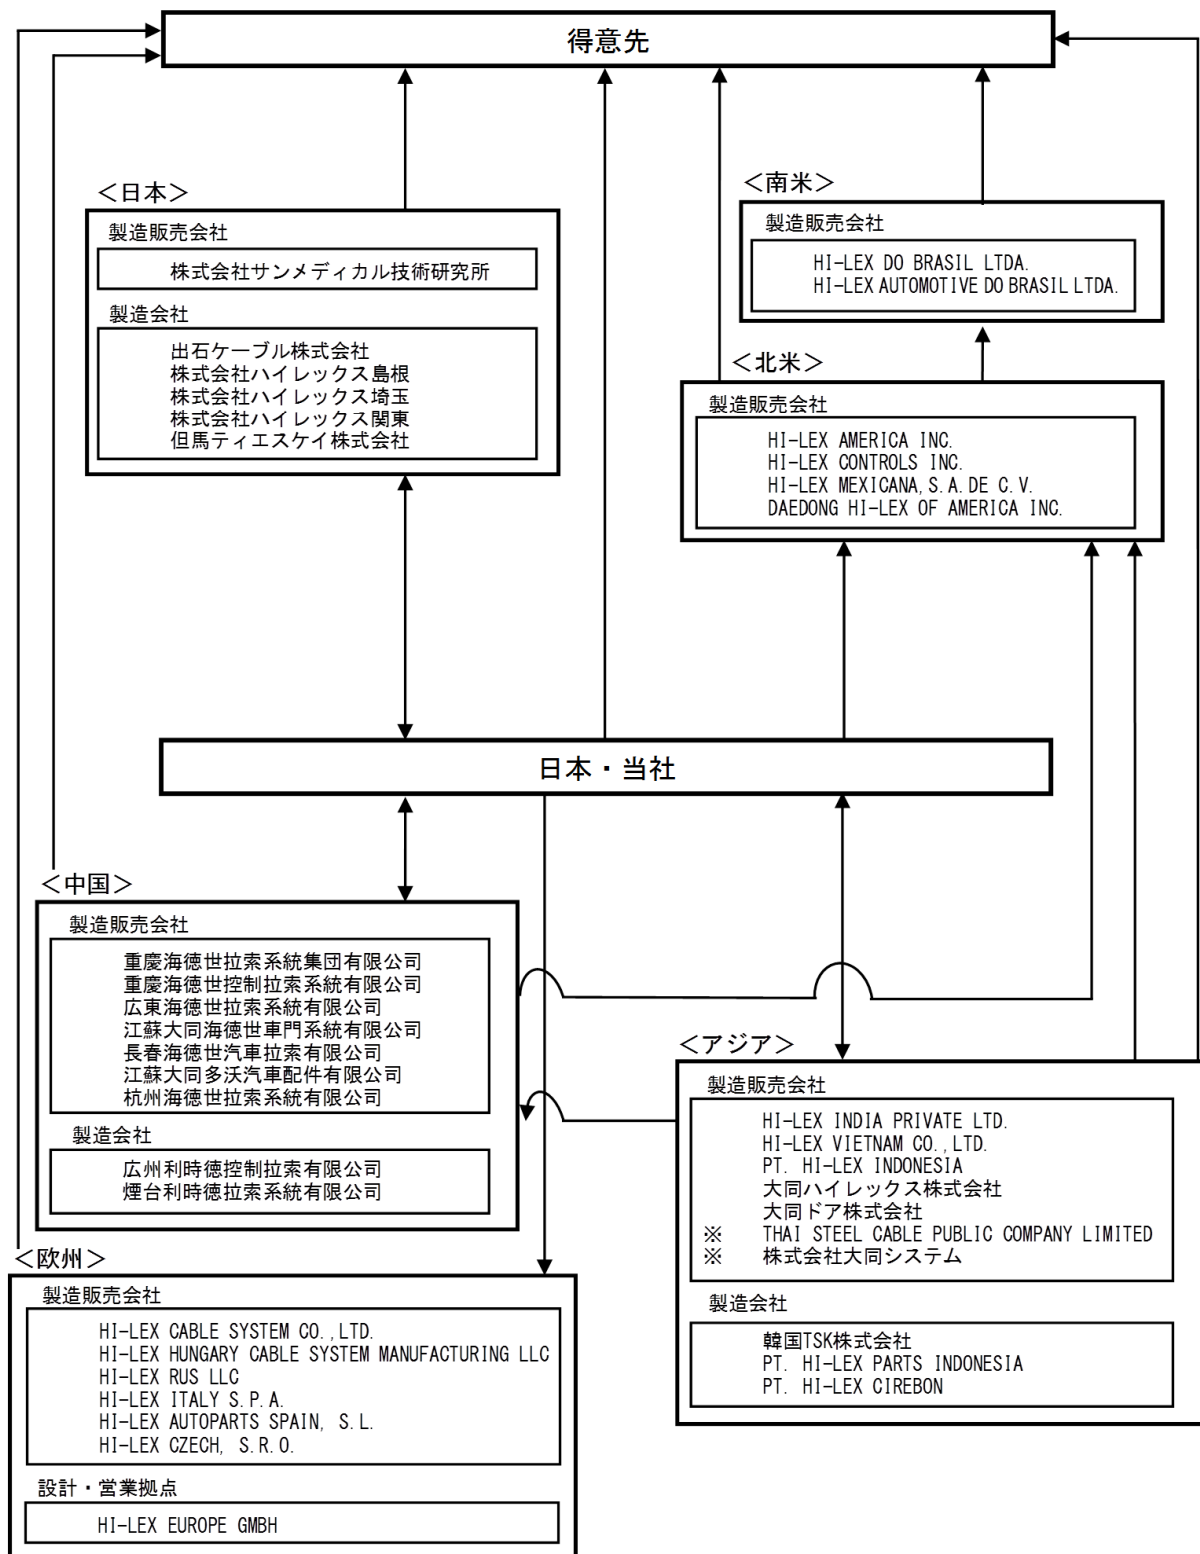 得意先
＜日本＞
製造販売会社
株式会社サンメディカル技術研究所
製造会社
出石ケーブル株式会社
株式会社ハイレックス島根
株式会社ハイレックス埼玉
株式会社ハイレックス関東
但馬ティエスケイ株式会社
＜南米＞
製造販売会社
HI-LEX DO BRASIL LTDA.
HI-LEX AUTOMOTIVE DO BRASIL LTDA.
＜北米＞
製造販売会社
HI-LEX AMERICA INC.
HI-LEX CONTROLS INC.
HI-LEX MEXICANA,S.A.DE C.V.
DAEDONG HI-LEX OF AMERICA INC.
日本・当社
＜中国＞
製造販売会社
重慶海徳世拉索系統集団有限公司
重慶海徳世控制拉索系統有限公司
広東海徳世拉索系統有限公司
江蘇大同海徳世車門系統有限公司
長春海徳世汽車拉索有限公司
江蘇大同多沃汽車配件有限公司
杭州海徳世拉索系統有限公司
製造会社
広州利時徳控制拉索有限公司
煙台利時徳拉索系統有限公司
＜アジア＞
製造販売会社
HI-LEX INDIA PRIVATE LTD.
HI-LEX VIETNAM CO.,LTD.
PT. HI-LEX INDONESIA
大同ハイレックス株式会社
大同ドア株式会社
※ THAI STEEL CABLE PUBLIC COMPANY LIMITED
※ 株式会社大同システム
製造会社
韓国TSK株式会社
PT. HI-LEX PARTS INDONESIA
PT. HI-LEX CIREBON
＜欧州＞
製造販売会社
HI-LEX CABLE SYSTEM CO.,LTD.
HI-LEX HUNGARY CABLE SYSTEM MANUFACTURING LLC
HI-LEX RUS LLC
HI-LEX ITALY S.P.A.
HI-LEX AUTOPARTS SPAIN, S.L.
HI-LEX CZECH, S.R.O.
設計・営業拠点
HI-LEX EUROPE GMBH